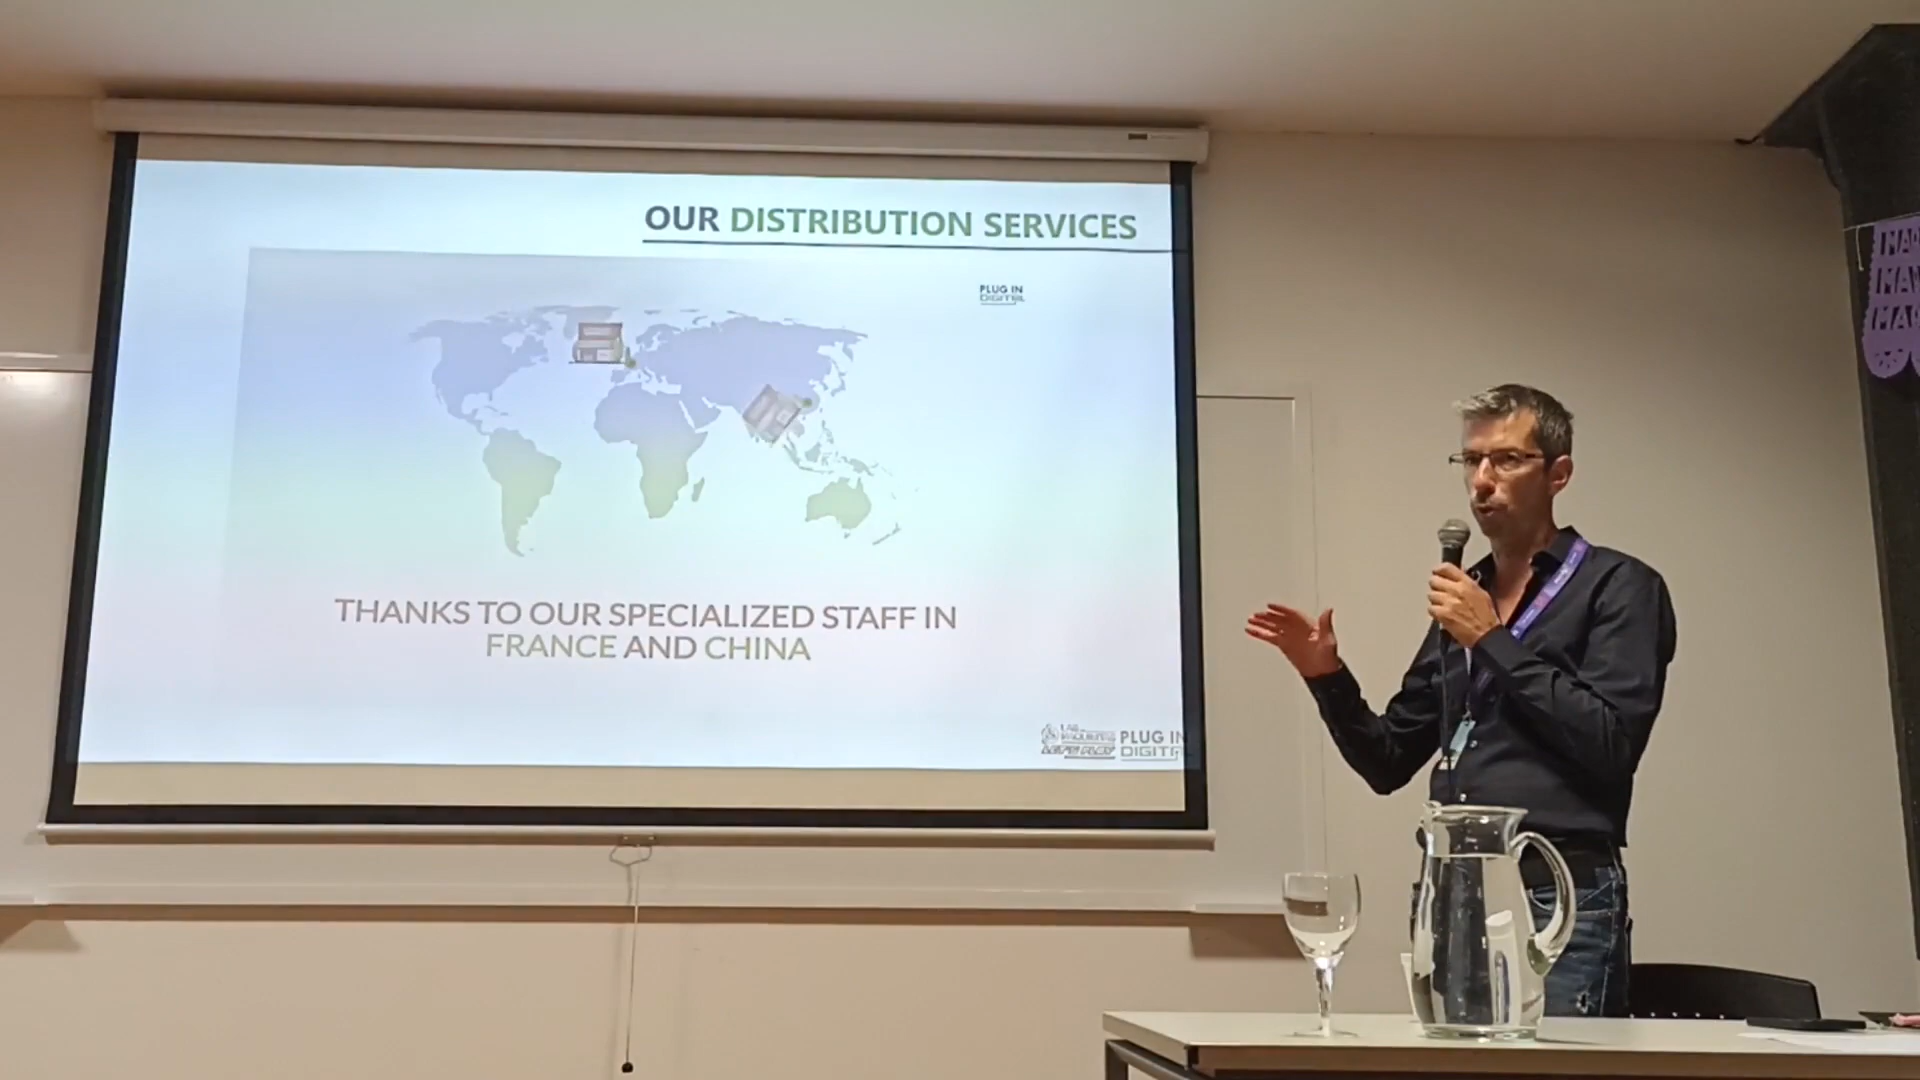 OUR DISTRIBUTION SERVICES
PLUG IN
DIGITAL
THANKS TO OUR SPECIALIZED STAFF IN
FRANCE AND CHINA
PLUG IN
DIGITAL